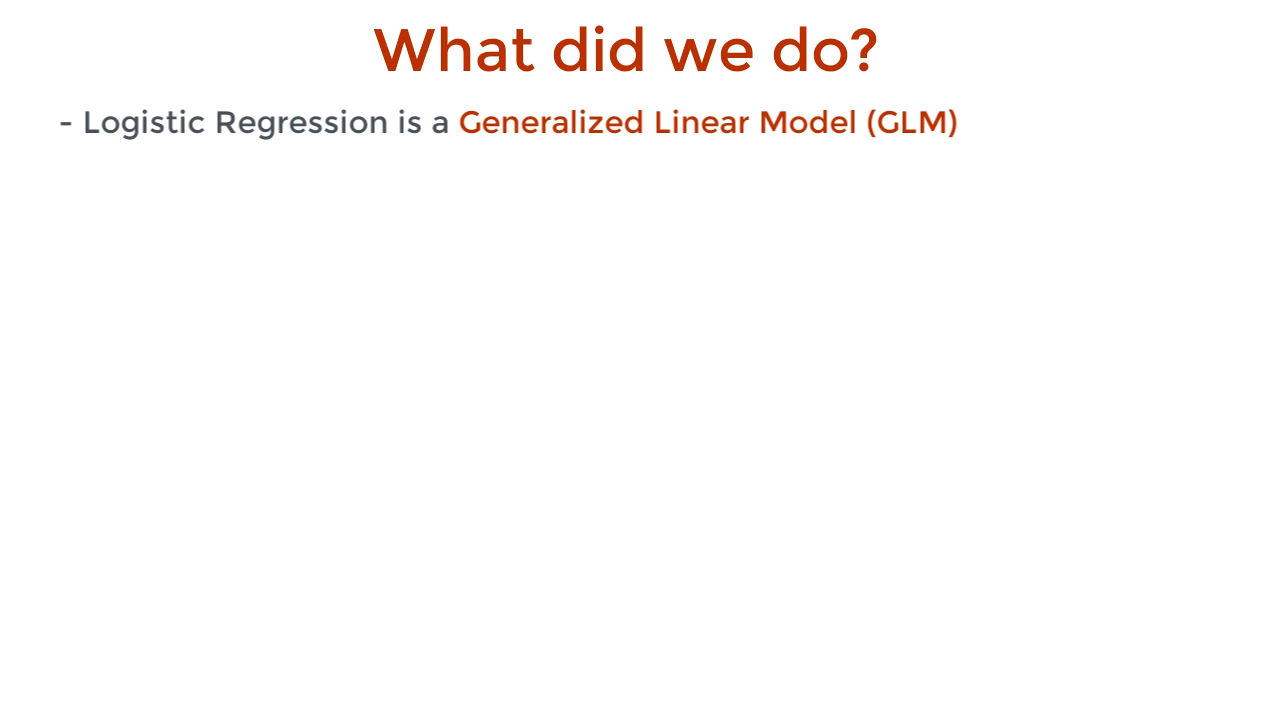 What did we do?
- Logistic Regression is a Generalized Linear Model (GLM)